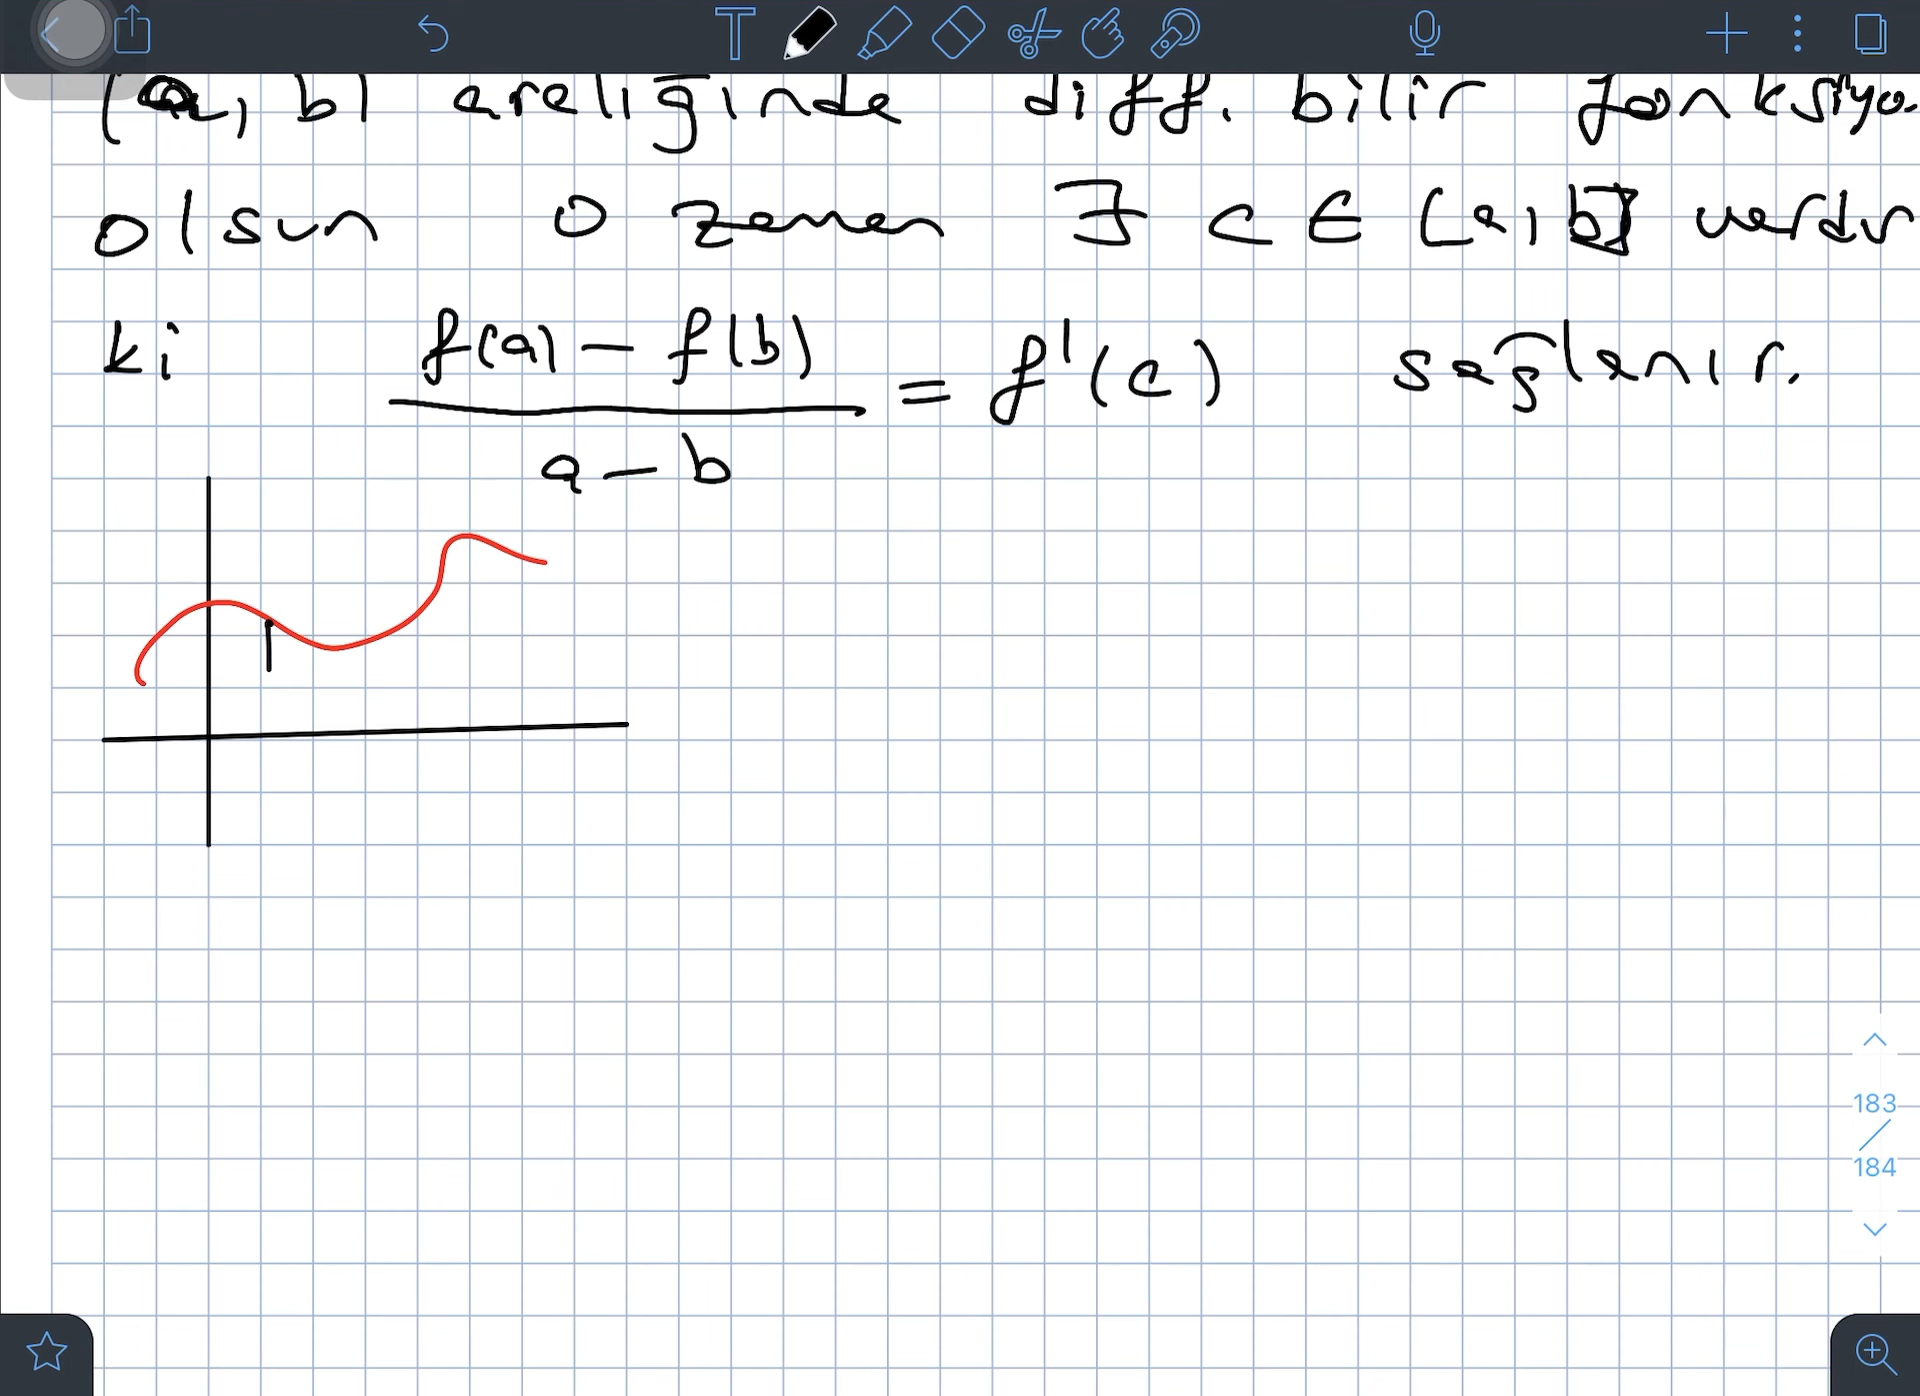 (a, b) aralığında diff. bilir fonksiyo
olsun o zaman ∃ c ∈ [a, b] vardır
ki f(a) - f(b) / a - b = f'(c) sağlanır.
183
184